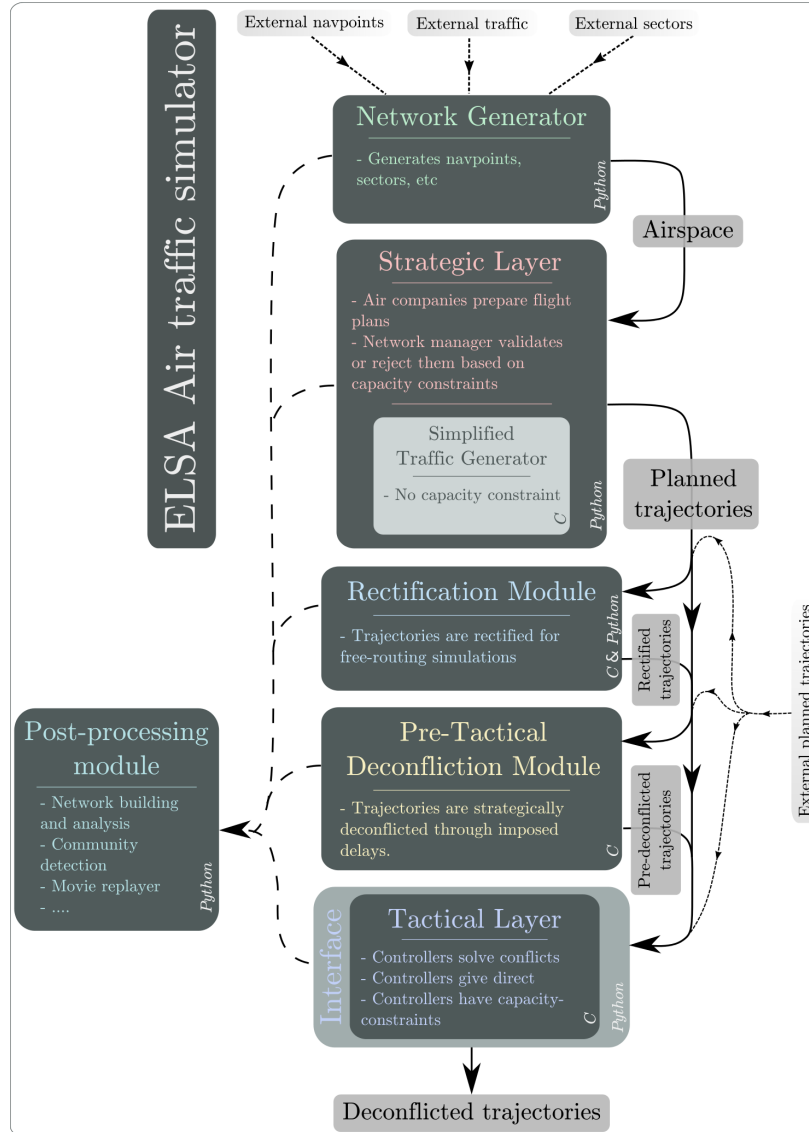 External navpoints
External traffic
External sectors
ELSA Air traffic simulator
Network Generator
- Generates navpoints,
sectors, etc
Python
Airspace
Strategic Layer
- Air companies prepare flight
plans
- Network manager validates
or reject them based on
capacity constraints
Simplified
Traffic Generator
- No capacity constraint
C
Python
Planned
trajectories
Rectification Module
- Trajectories are rectified for
free-routing simulations
C & Python
Rectified
trajectories
External planned trajectories
Post-processing
module
- Network building
and analysis
- Community
detection
- Movie replayer
- ....
Python
Pre-Tactical
Deconfliction Module
- Trajectories are strategically
deconflicted through imposed
delays.
C
Pre-deconflicted
trajectories
Interface
Tactical Layer
- Controllers solve conflicts
- Controllers give direct
- Controllers have capacity-
constraints
C
Python
Deconflicted trajectories